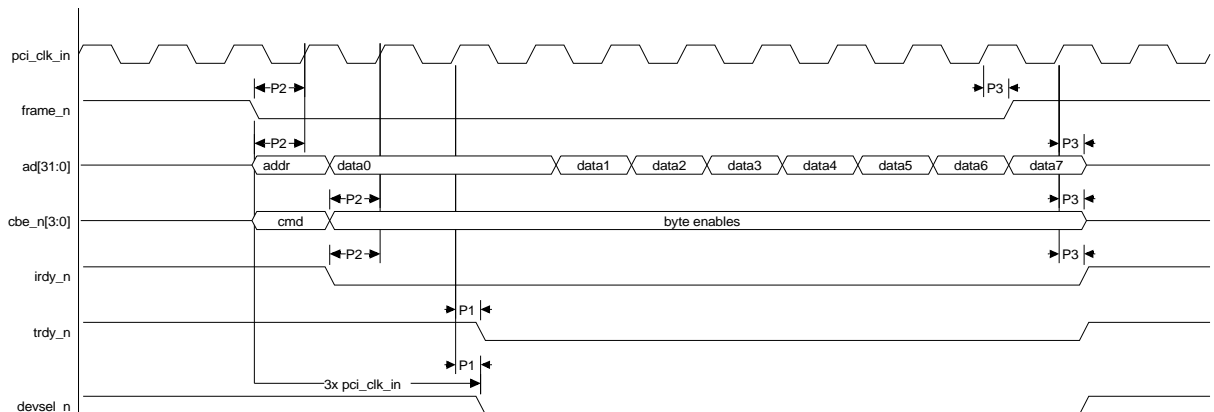 pci_clk_in
P2
P3
frame_n
P2
P3
ad[31:0]
addr
data0
data1
data2
data3
data4
data5
data6
data7
P2
P3
cbe_n[3:0]
cmd
byte enables
P2
P3
irdy_n
P1
trdy_n
P1
3x pci_clk_in
devsel_n